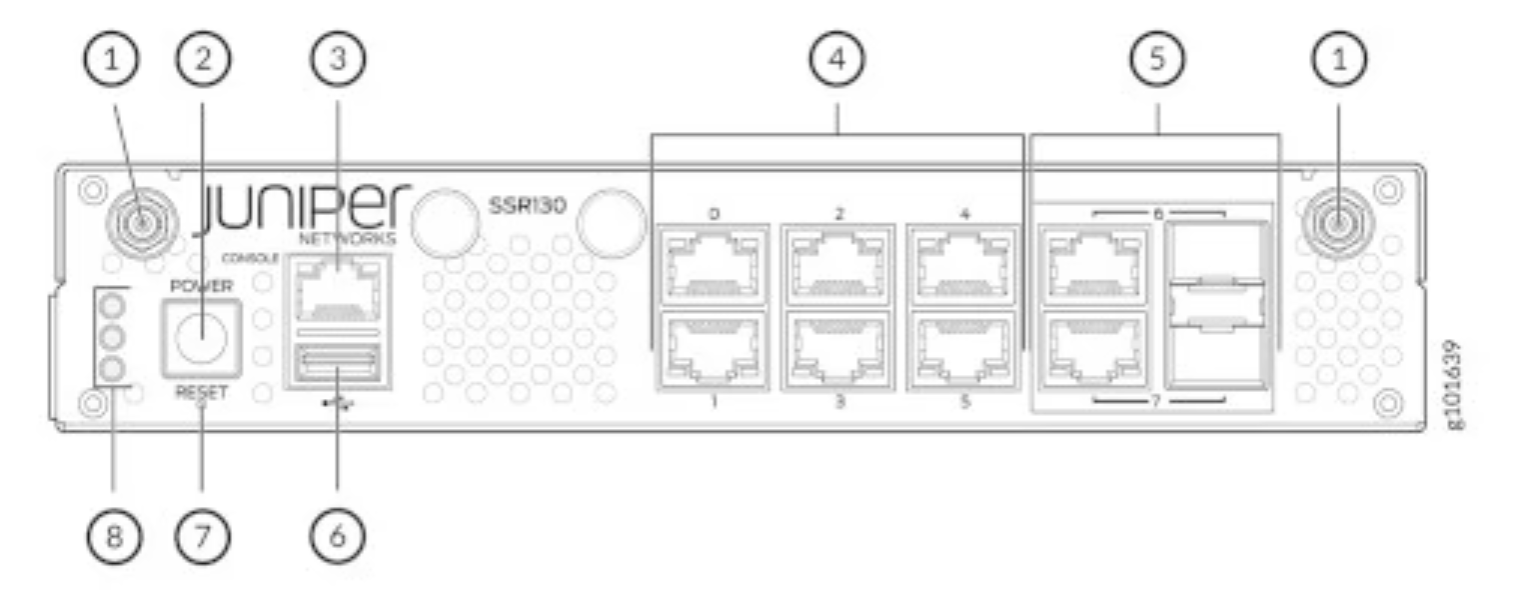 1 2 3 4 5 1
JUNIPer
NETWORKS
SSR130
CONSOLE
POWER
RESET
0 2 4 6
1 3 5 7
g101639
8 7 6